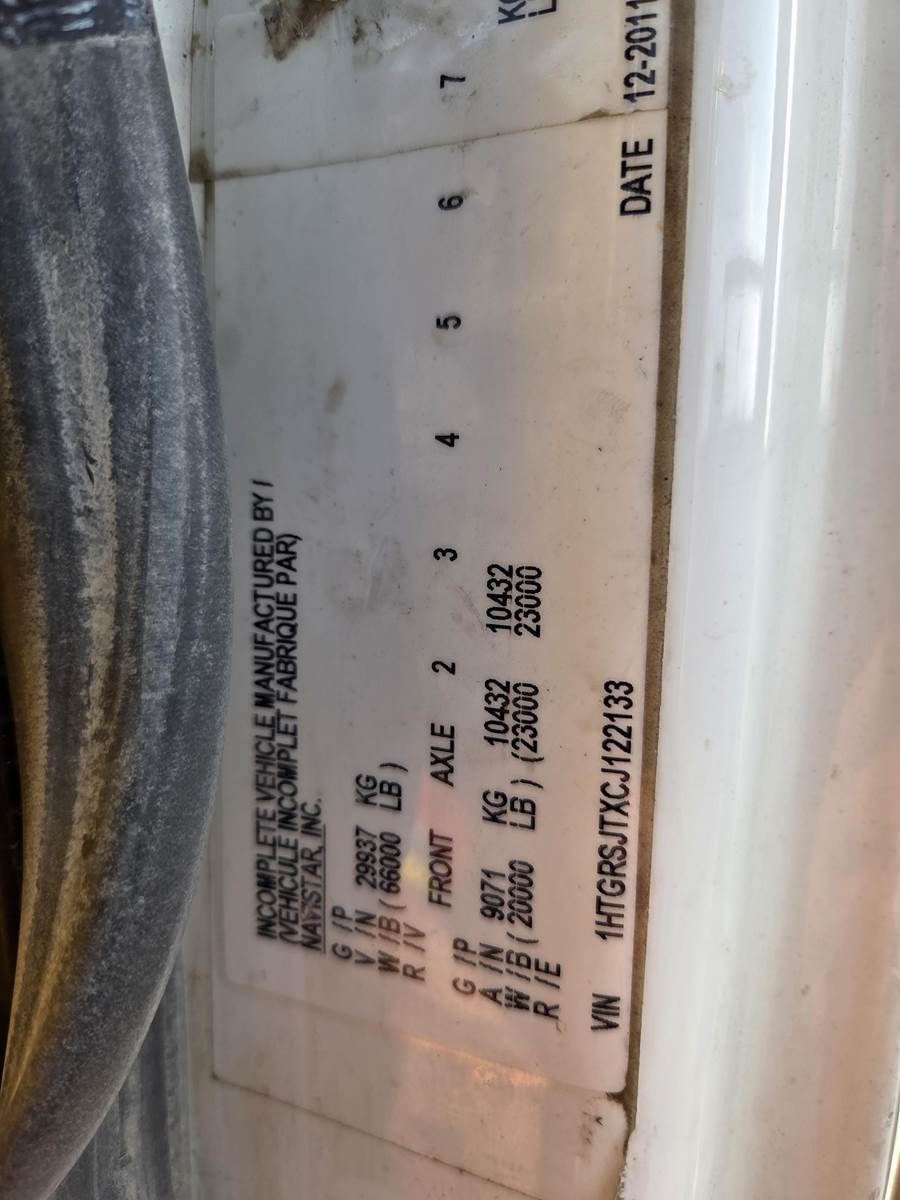 INCOMPLETE VEHICLE MANUFACTURED BY /
(VEHICULE INCOMPLET FABRIQUE PAR)
NAVISTAR, INC.
G /P
V /N 29937 KG
W /B ( 66000 LB )
R /V
FRONT AXLE 2 3 4 5 6 7
G /P
A /N 9071 KG 10432 10432
W /B ( 20000 LB ) (23000 23000
R /E
VIN 1HTGRSJTXCJ122133 DATE 12-2011